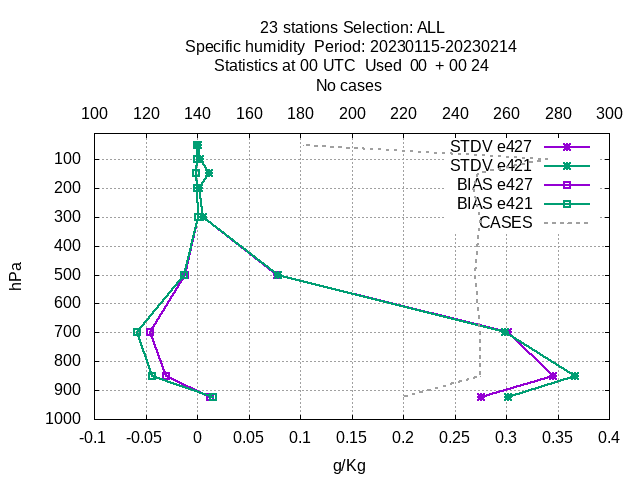 23 stations Selection: ALL
Specific humidity  Period: 20230115-20230214
Statistics at 00 UTC  Used  00  + 00 24
No cases
100 120 140 160 180 200 220 240 260 280 300
STDV e427
STDV e421
BIAS e427
BIAS e421
CASES
hPa
100
200
300
400
500
600
700
800
900
1000
-0.1 -0.05 0 0.05 0.1 0.15 0.2 0.25 0.3 0.35 0.4
g/Kg